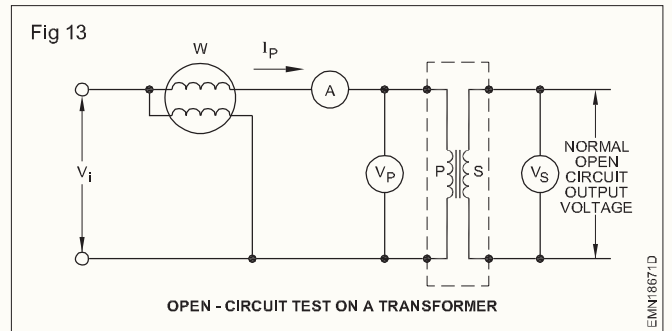 Fig 13
W
I_P
A
V_i
V_P
P
S
V_S
NORMAL
OPEN
CIRCUIT
OUTPUT
VOLTAGE
OPEN - CIRCUIT TEST ON A TRANSFORMER
EMN18671D